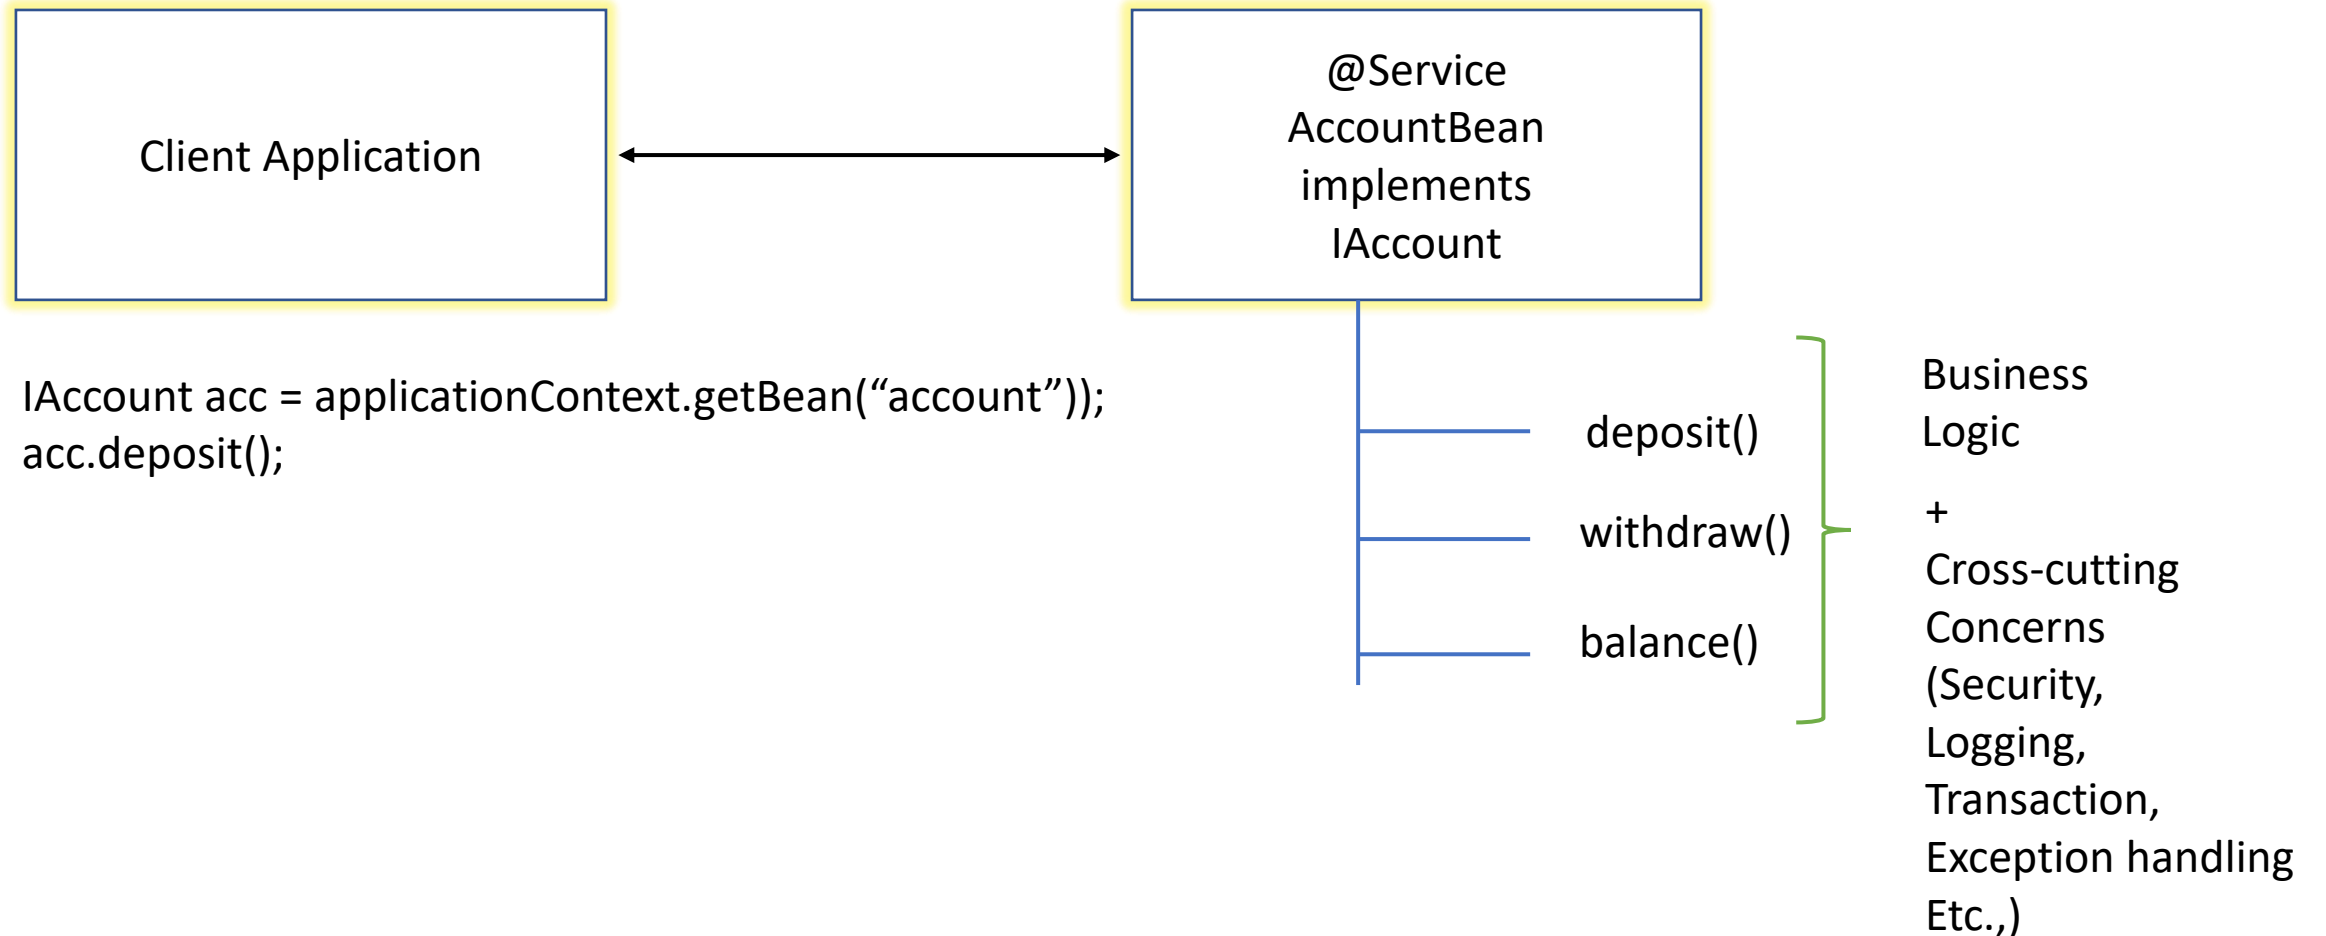 Client Application
@Service
AccountBean
implements
IAccount
IAccount acc = applicationContext.getBean(“account”));
acc.deposit();
deposit()
withdraw()
balance()
Business
Logic
+
Cross-cutting
Concerns
(Security,
Logging,
Transaction,
Exception handling
Etc.,)